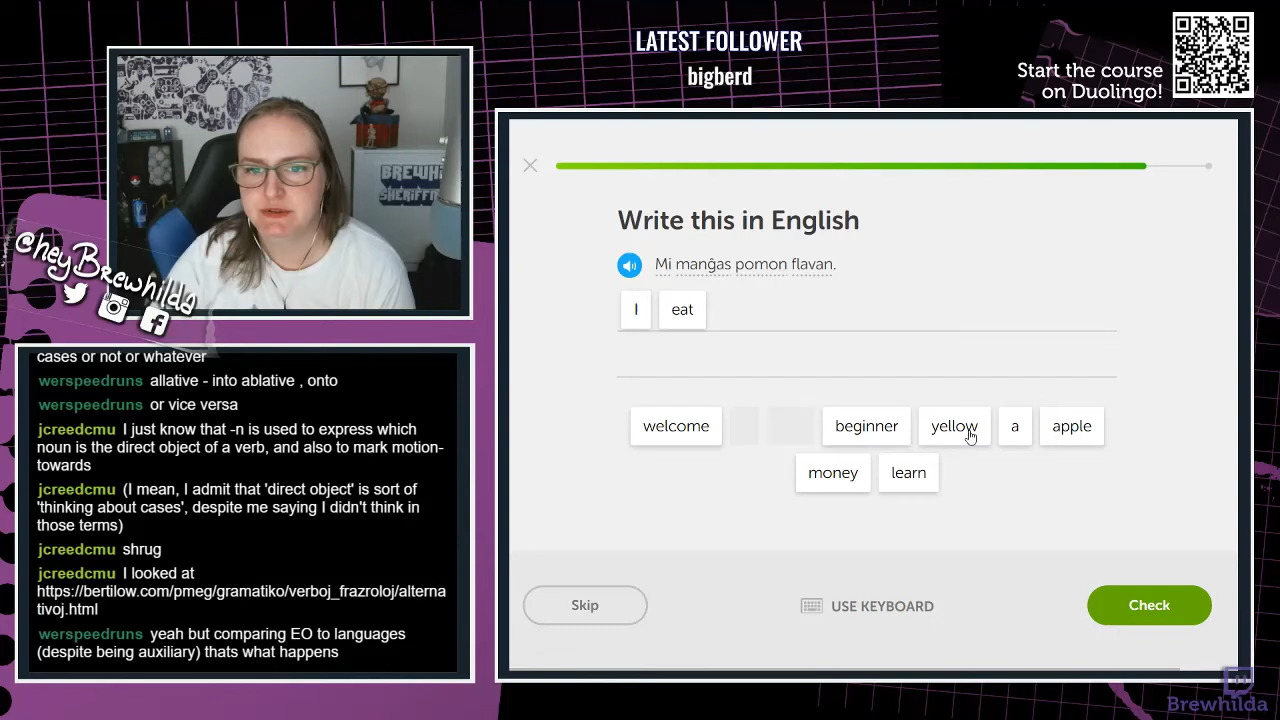 LATEST FOLLOWER
bigberd
Start the course
on Duolingo!
BREWH
SHERIFF
@heyBrewhilda
Write this in English
Mi manĝas pomon flavan.
I eat
welcome beginner yellow a apple
money learn
Skip USE KEYBOARD Check
cases or not or whatever
werspeedruns allative - into ablative , onto
werspeedruns or vice versa
jcreedcmu I just know that -n is used to express which
noun is the direct object of a verb, and also to mark motion-
towards
jcreedcmu (I mean, I admit that 'direct object' is sort of
'thinking about cases', despite me saying I didn't think in
those terms)
jcreedcmu shrug
jcreedcmu I looked at
https://bertilow.com/pmeg/gramatiko/verboj_frazroloj/alterna
tivoj.html
werspeedruns yeah but comparing EO to languages
(despite being auxiliary) thats what happens
Brewhilda